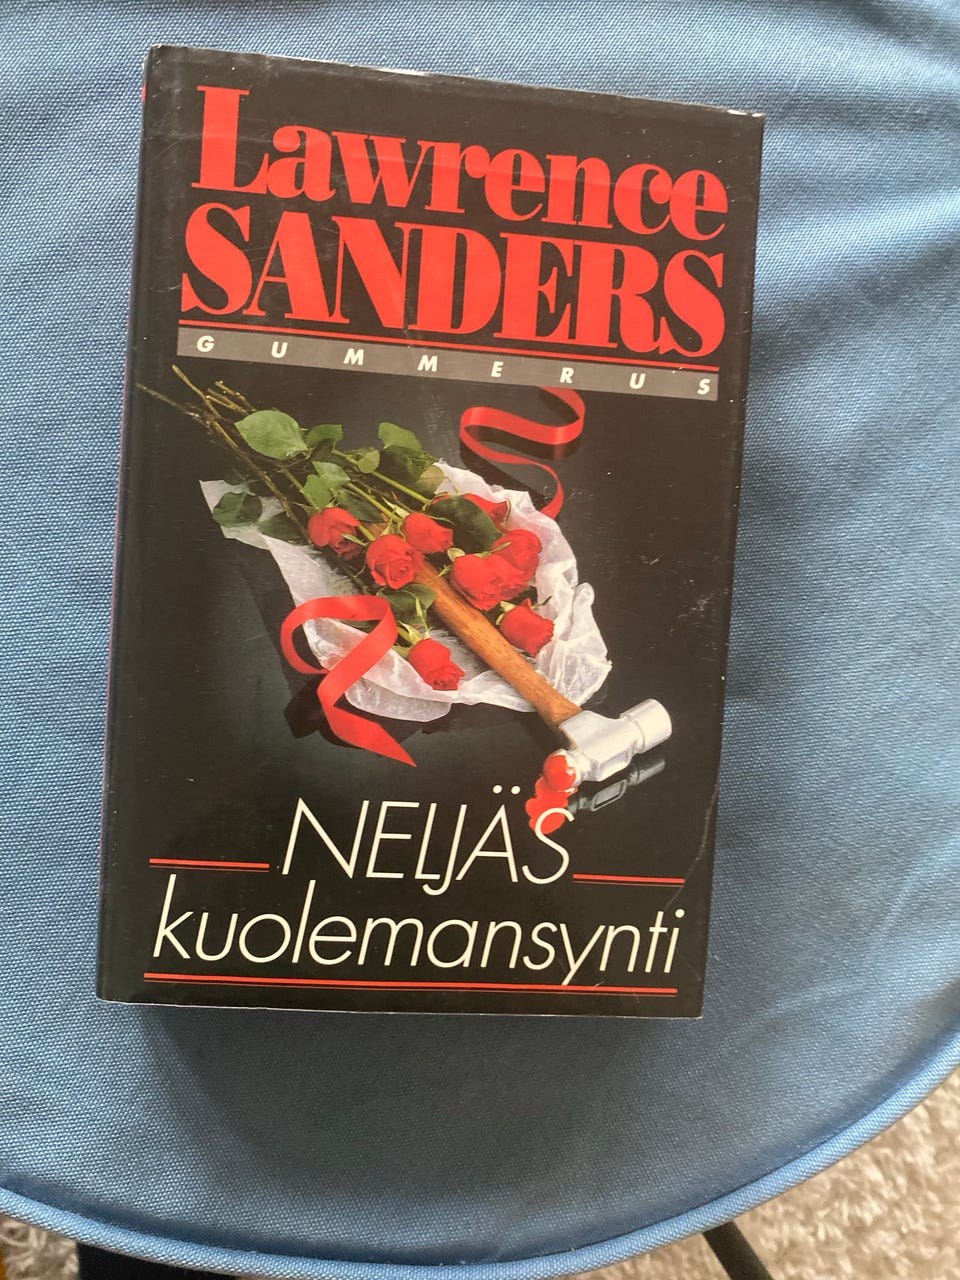 Lawrence
SANDERS
GUMMERUS
NELJÄS
kuolemansynti